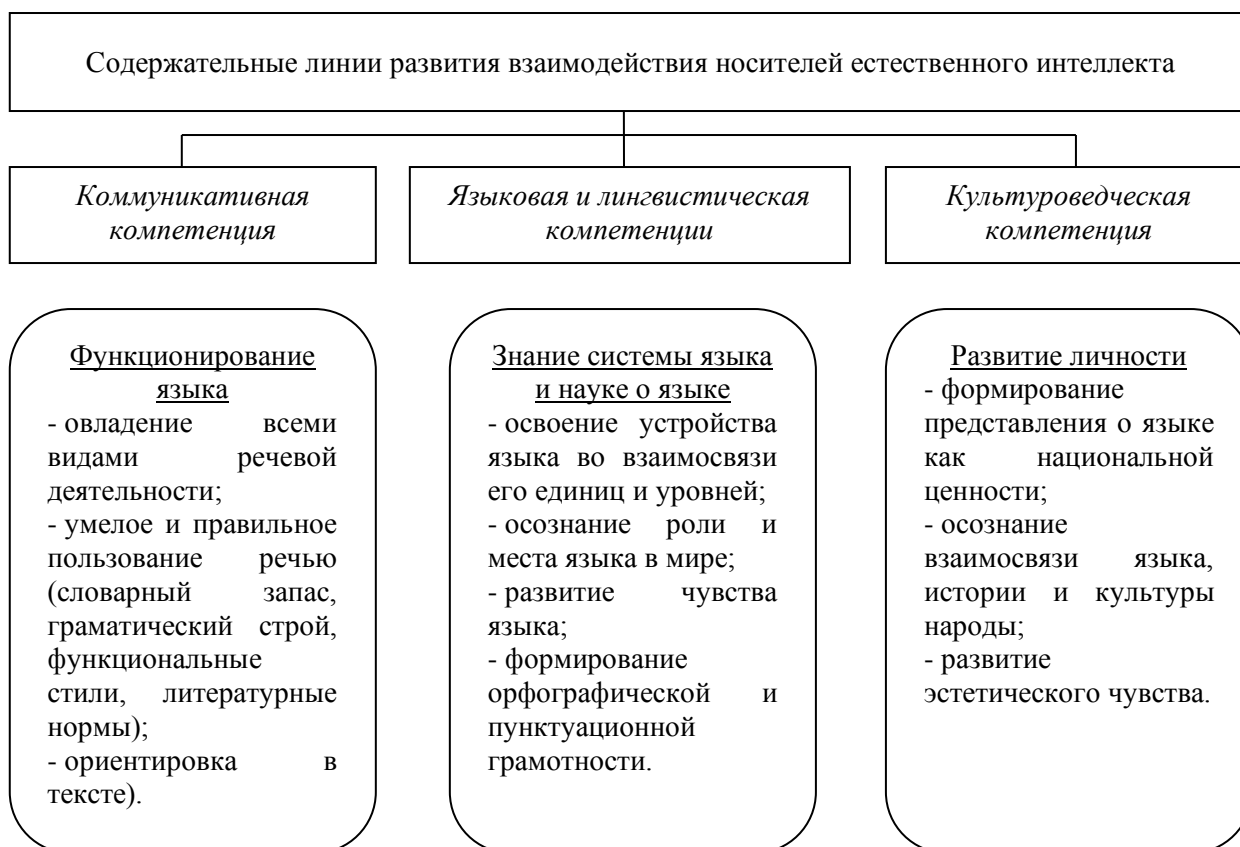 Содержательные линии развития взаимодействия носителей естественного интеллекта
Коммуникативная
компетенция
Языковая и лингвистическая
компетенции
Культуроведческая
компетенция
Функционирование
языка
- овладение всеми
видами речевой
деятельности;
- умелое и правильное
пользование речью
(словарный запас,
граматический строй,
функциональные
стили, литературные
нормы);
- ориентировка в
тексте).
Знание системы языка
и науке о языке
- освоение устройства
языка во взаимосвязи
его единиц и уровней;
- осознание роли и
места языка в мире;
- развитие чувства
языка;
- формирование
орфографической и
пунктуационной
грамотности.
Развитие личности
- формирование
представления о языке
как национальной
ценности;
- осознание
взаимосвязи языка,
истории и культуры
народы;
- развитие
эстетического чувства.